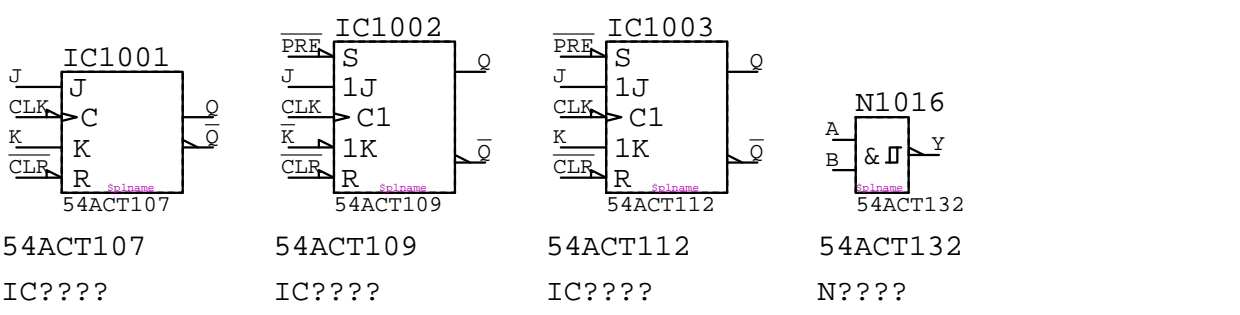 IC1001
J
J
CLK
C
Q
Q
K
K
CLR
R
$plname
54ACT107
54ACT107
IC????
IC1002
PRE
S
J
1J
Q
CLK
C1
K
1K
Q
CLR
R
$plname
54ACT109
54ACT109
IC????
IC1003
PRE
S
J
1J
Q
CLK
C1
K
1K
Q
CLR
R
$plname
54ACT112
54ACT112
IC????
N1016
A
B
&
Y
$plname
54ACT132
54ACT132
N????